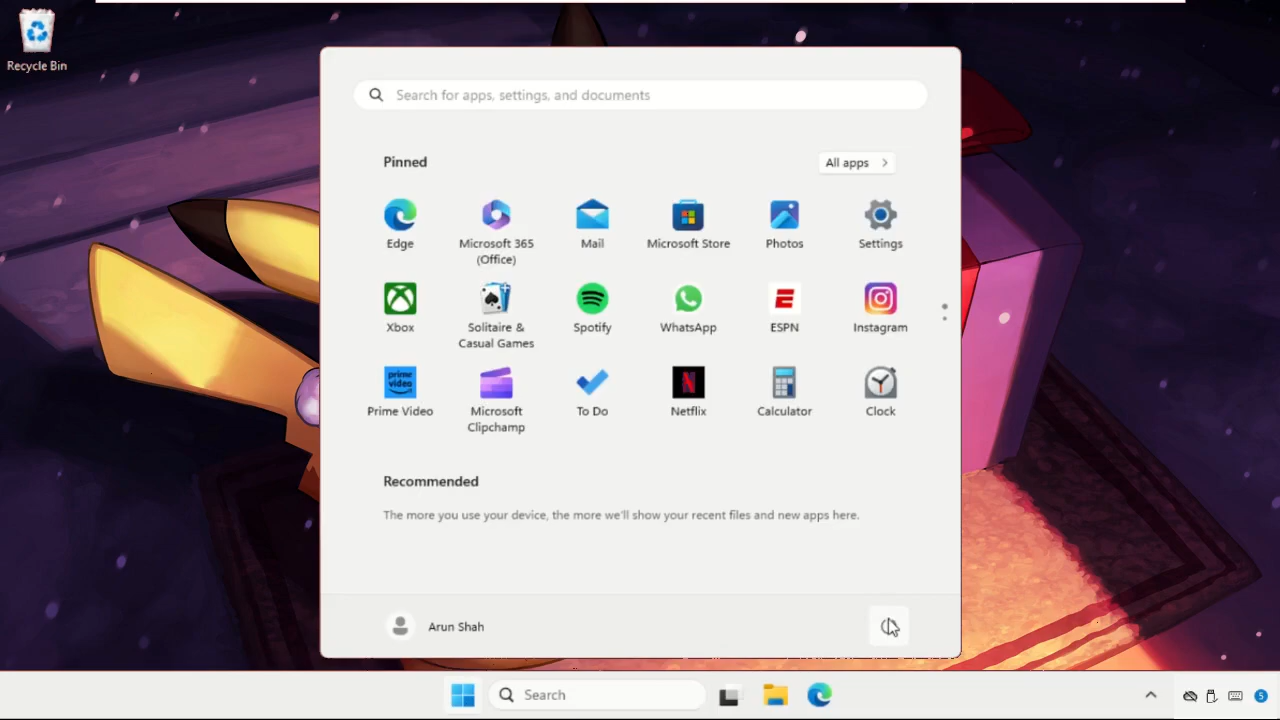 Recycle Bin
Search for apps, settings, and documents
Pinned
All apps
Edge
Microsoft 365
(Office)
Mail
Microsoft Store
Photos
Settings
Xbox
Solitaire &
Casual Games
Spotify
WhatsApp
ESPN
Instagram
prime
video
Prime Video
Microsoft
Clipchamp
To Do
Netflix
Calculator
Clock
Recommended
The more you use your device, the more we'll show your recent files and new apps here.
Arun Shah
Search
5